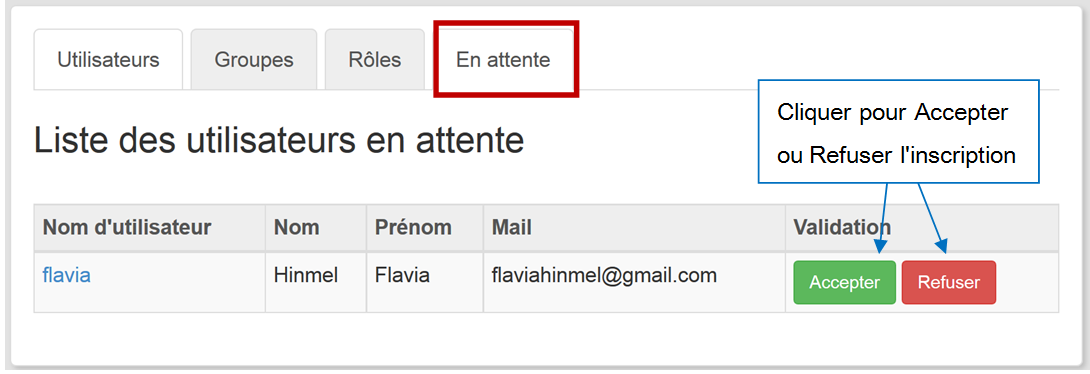 Utilisateurs Groupes Rôles En attente
Cliquer pour Accepter
ou Refuser l'inscription
Liste des utilisateurs en attente
Nom d'utilisateur Nom Prénom Mail Validation
flavia Hinmel Flavia flaviahinmel@gmail.com Accepter Refuser